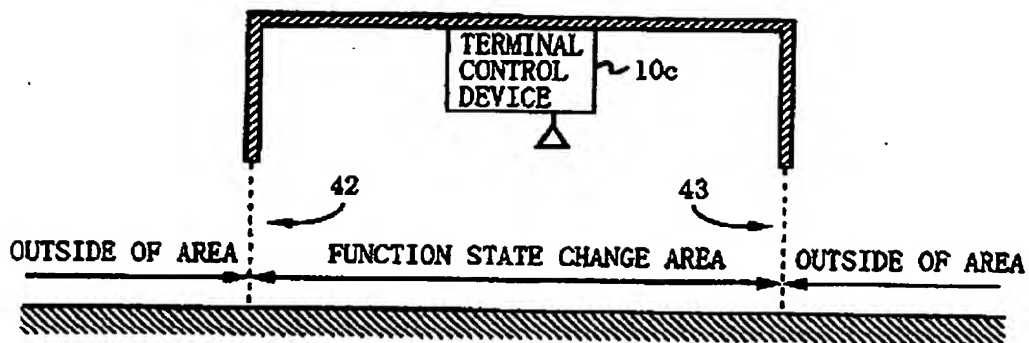 TERMINAL
CONTROL
DEVICE
10c
42
43
OUTSIDE OF AREA
FUNCTION STATE CHANGE AREA
OUTSIDE OF AREA